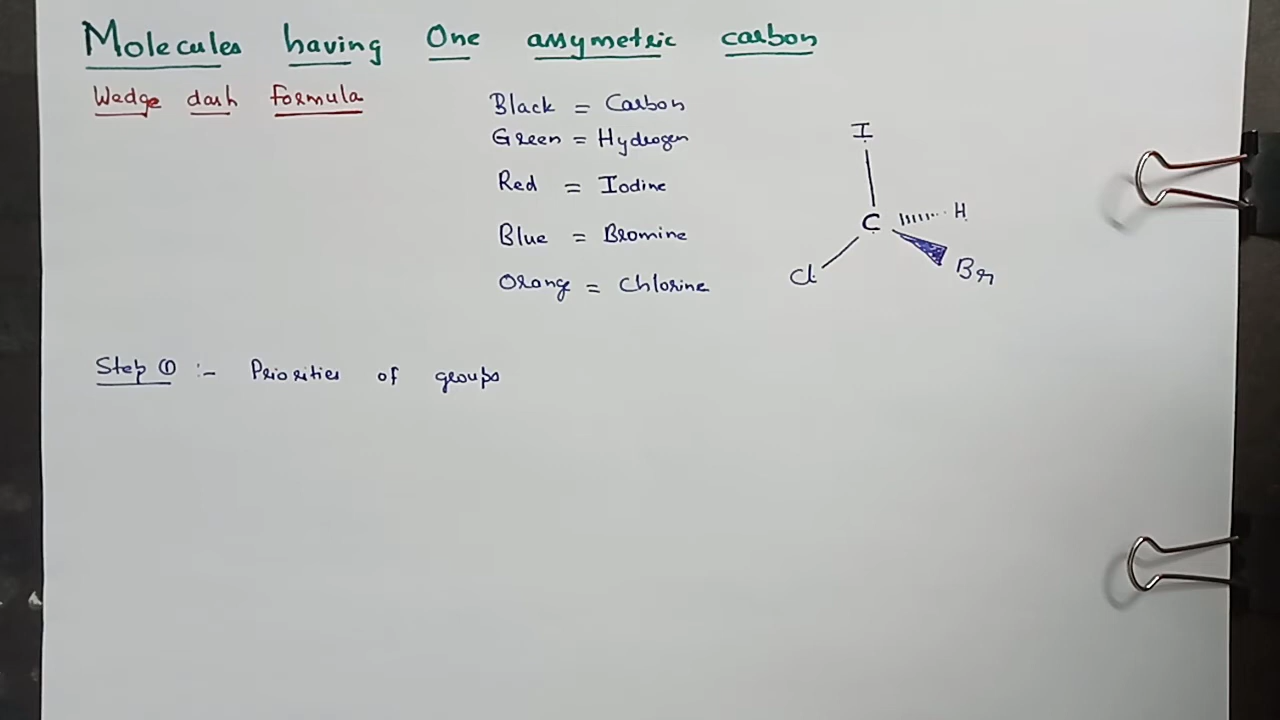 Molecules having One assymetric carbon
Wedge dash formula
Black = Carbon
Green = Hydrogen
Red = Iodine
Blue = Bromine
Orange = Chlorine
I
C
H
Cl
Br
Step ① :- Priorities of groups